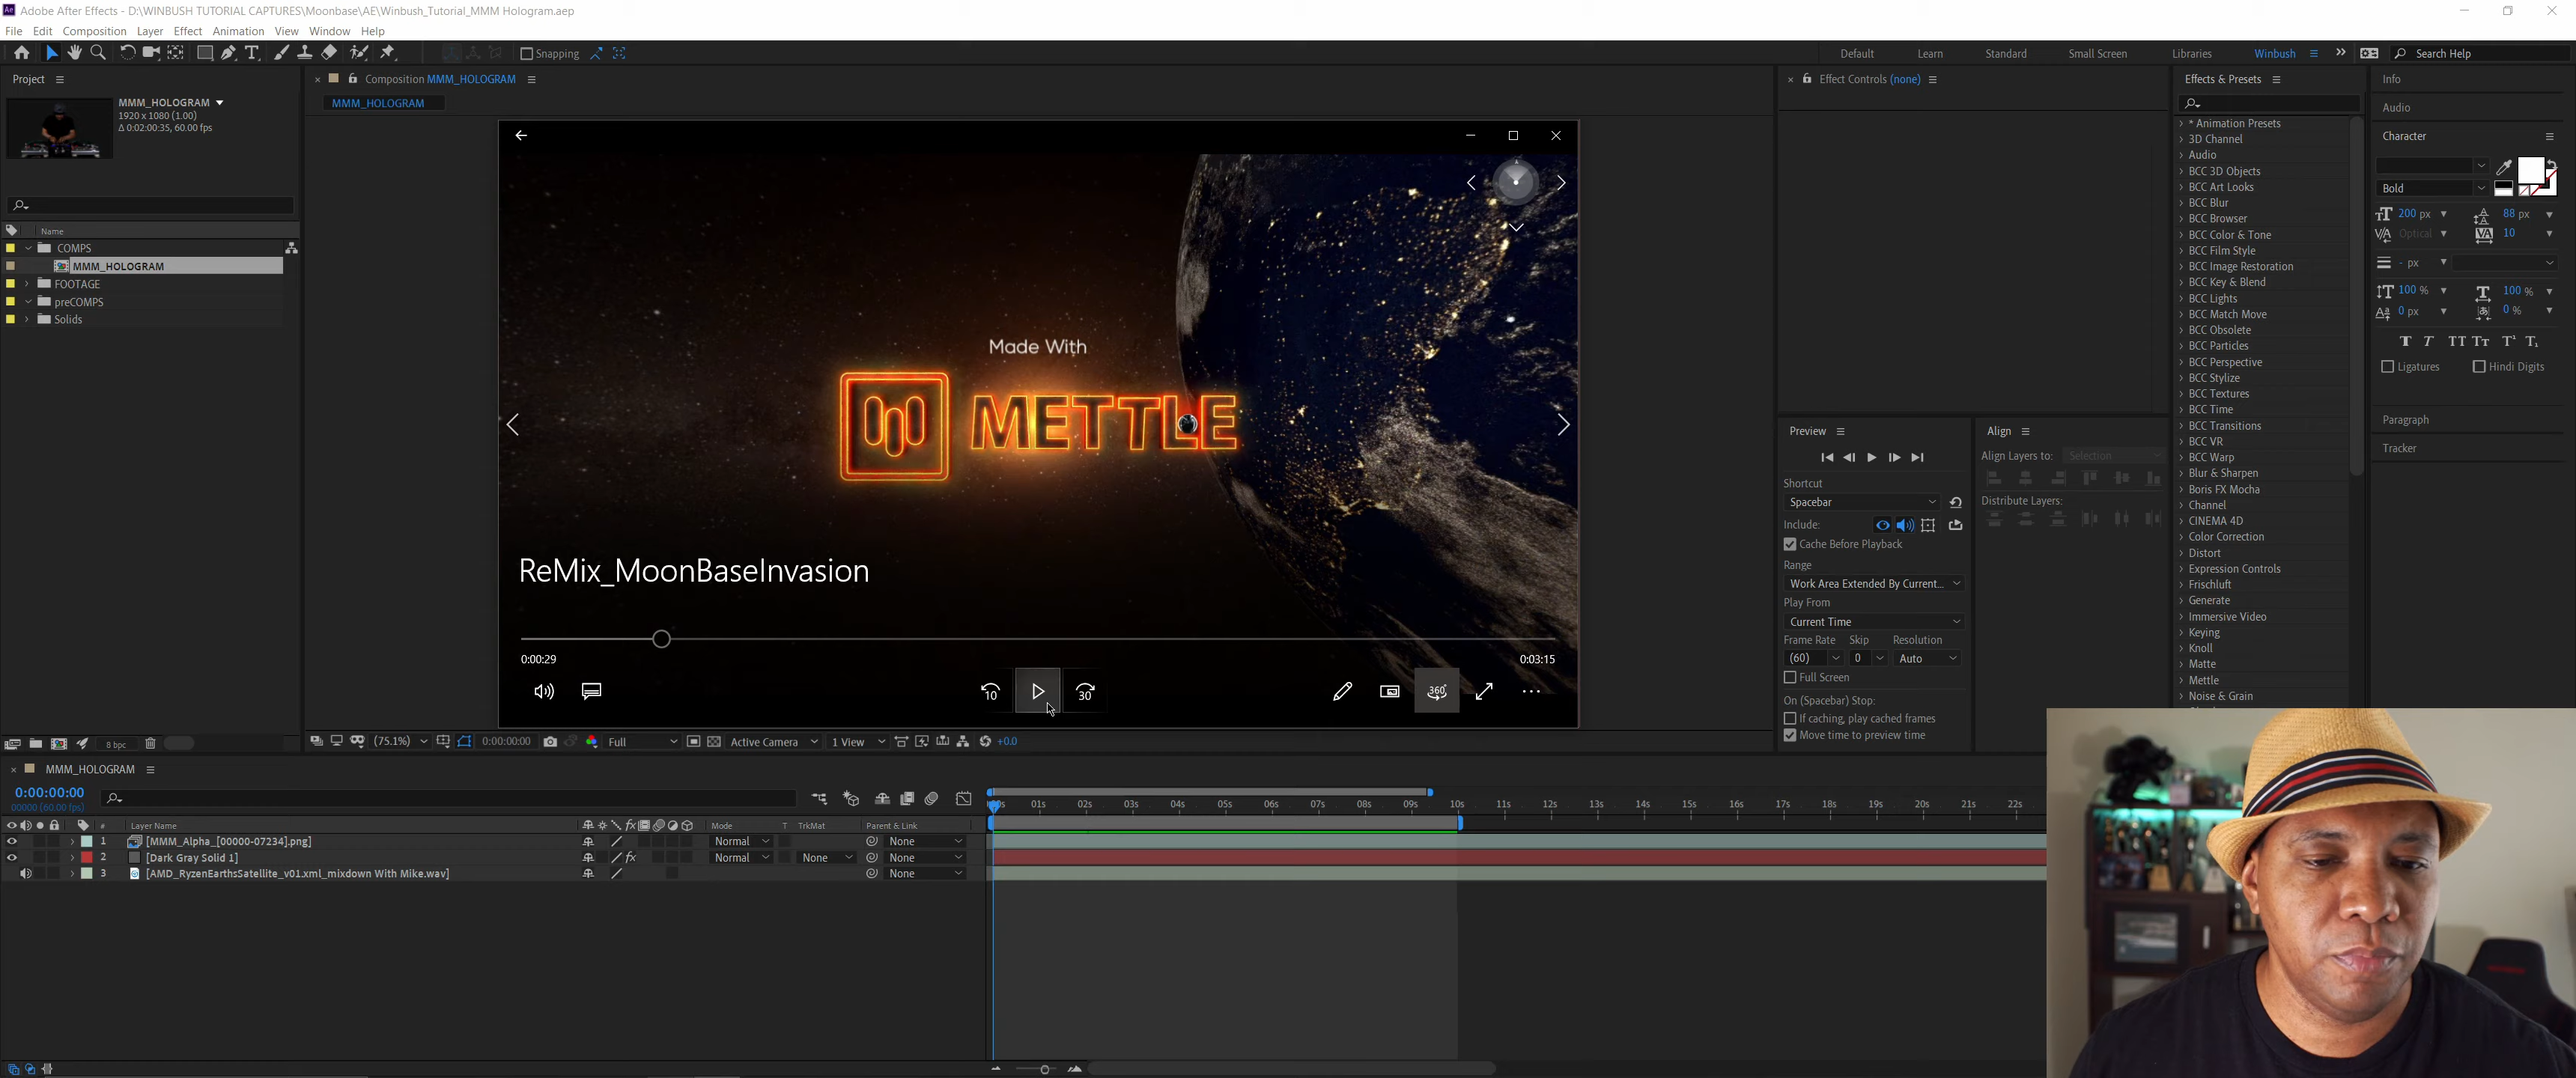 Adobe After Effects - D:\WINBUSH TUTORIAL CAPTURES\Moonbase\AE\Winbush_Tutorial_MMM Hologram.aep
File Edit Composition Layer Effect Animation View Window Help
Snapping
Default Learn Standard Small Screen Libraries Winbush Search Help
Project
MMM_HOLOGRAM
1920 x 1080 (1.00)
Δ 0:02:00:35, 60.00 fps
Name
COMPS
MMM_HOLOGRAM
FOOTAGE
preCOMPS
Solids
8 bpc
Composition MMM_HOLOGRAM
MMM_HOLOGRAM
Made With
METTLE
ReMix_MoonBaseInvasion
0:00:29 0:03:15
10 30 360°
(75.1%) 0:00:00:00 Full Active Camera 1 View +0.0
Effect Controls (none)
Preview
Shortcut
Spacebar
Include:
Cache Before Playback
Range
Work Area Extended By Current...
Play From
Current Time
Frame Rate Skip Resolution
(60) 0 Auto
Full Screen
On (Spacebar) Stop:
If caching, play cached frames
Move time to preview time
Align
Align Layers to: Selection
Distribute Layers:
Effects & Presets
* Animation Presets
3D Channel
Audio
BCC 3D Objects
BCC Art Looks
BCC Blur
BCC Browser
BCC Color & Tone
BCC Film Style
BCC Image Restoration
BCC Key & Blend
BCC Lights
BCC Match Move
BCC Obsolete
BCC Particles
BCC Perspective
BCC Stylize
BCC Textures
BCC Time
BCC Transitions
BCC VR
BCC Warp
Blur & Sharpen
Boris FX Mocha
Channel
CINEMA 4D
Color Correction
Distort
Expression Controls
Frischluft
Generate
Immersive Video
Keying
Knoll
Matte
Mettle
Noise & Grain
Info
Audio
Character
Bold
200 px 88 px
Optical 10
- px
100 % 100 %
0 px 0 %
Ligatures Hindi Digits
Paragraph
Tracker
MMM_HOLOGRAM
0:00:00:00
00000 (60.00 fps)
# Layer Name Mode T TrkMat Parent & Link
1 [MMM_Alpha_[00000-07234].png] Normal None
2 [Dark Gray Solid 1] Normal None None
3 [AMD_RyzenEarthsSatellite_v01.xml_mixdown With Mike.wav] None
01s 02s 03s 04s 05s 06s 07s 08s 09s 10s 11s 12s 13s 14s 15s 16s 17s 18s 19s 20s 21s 22s